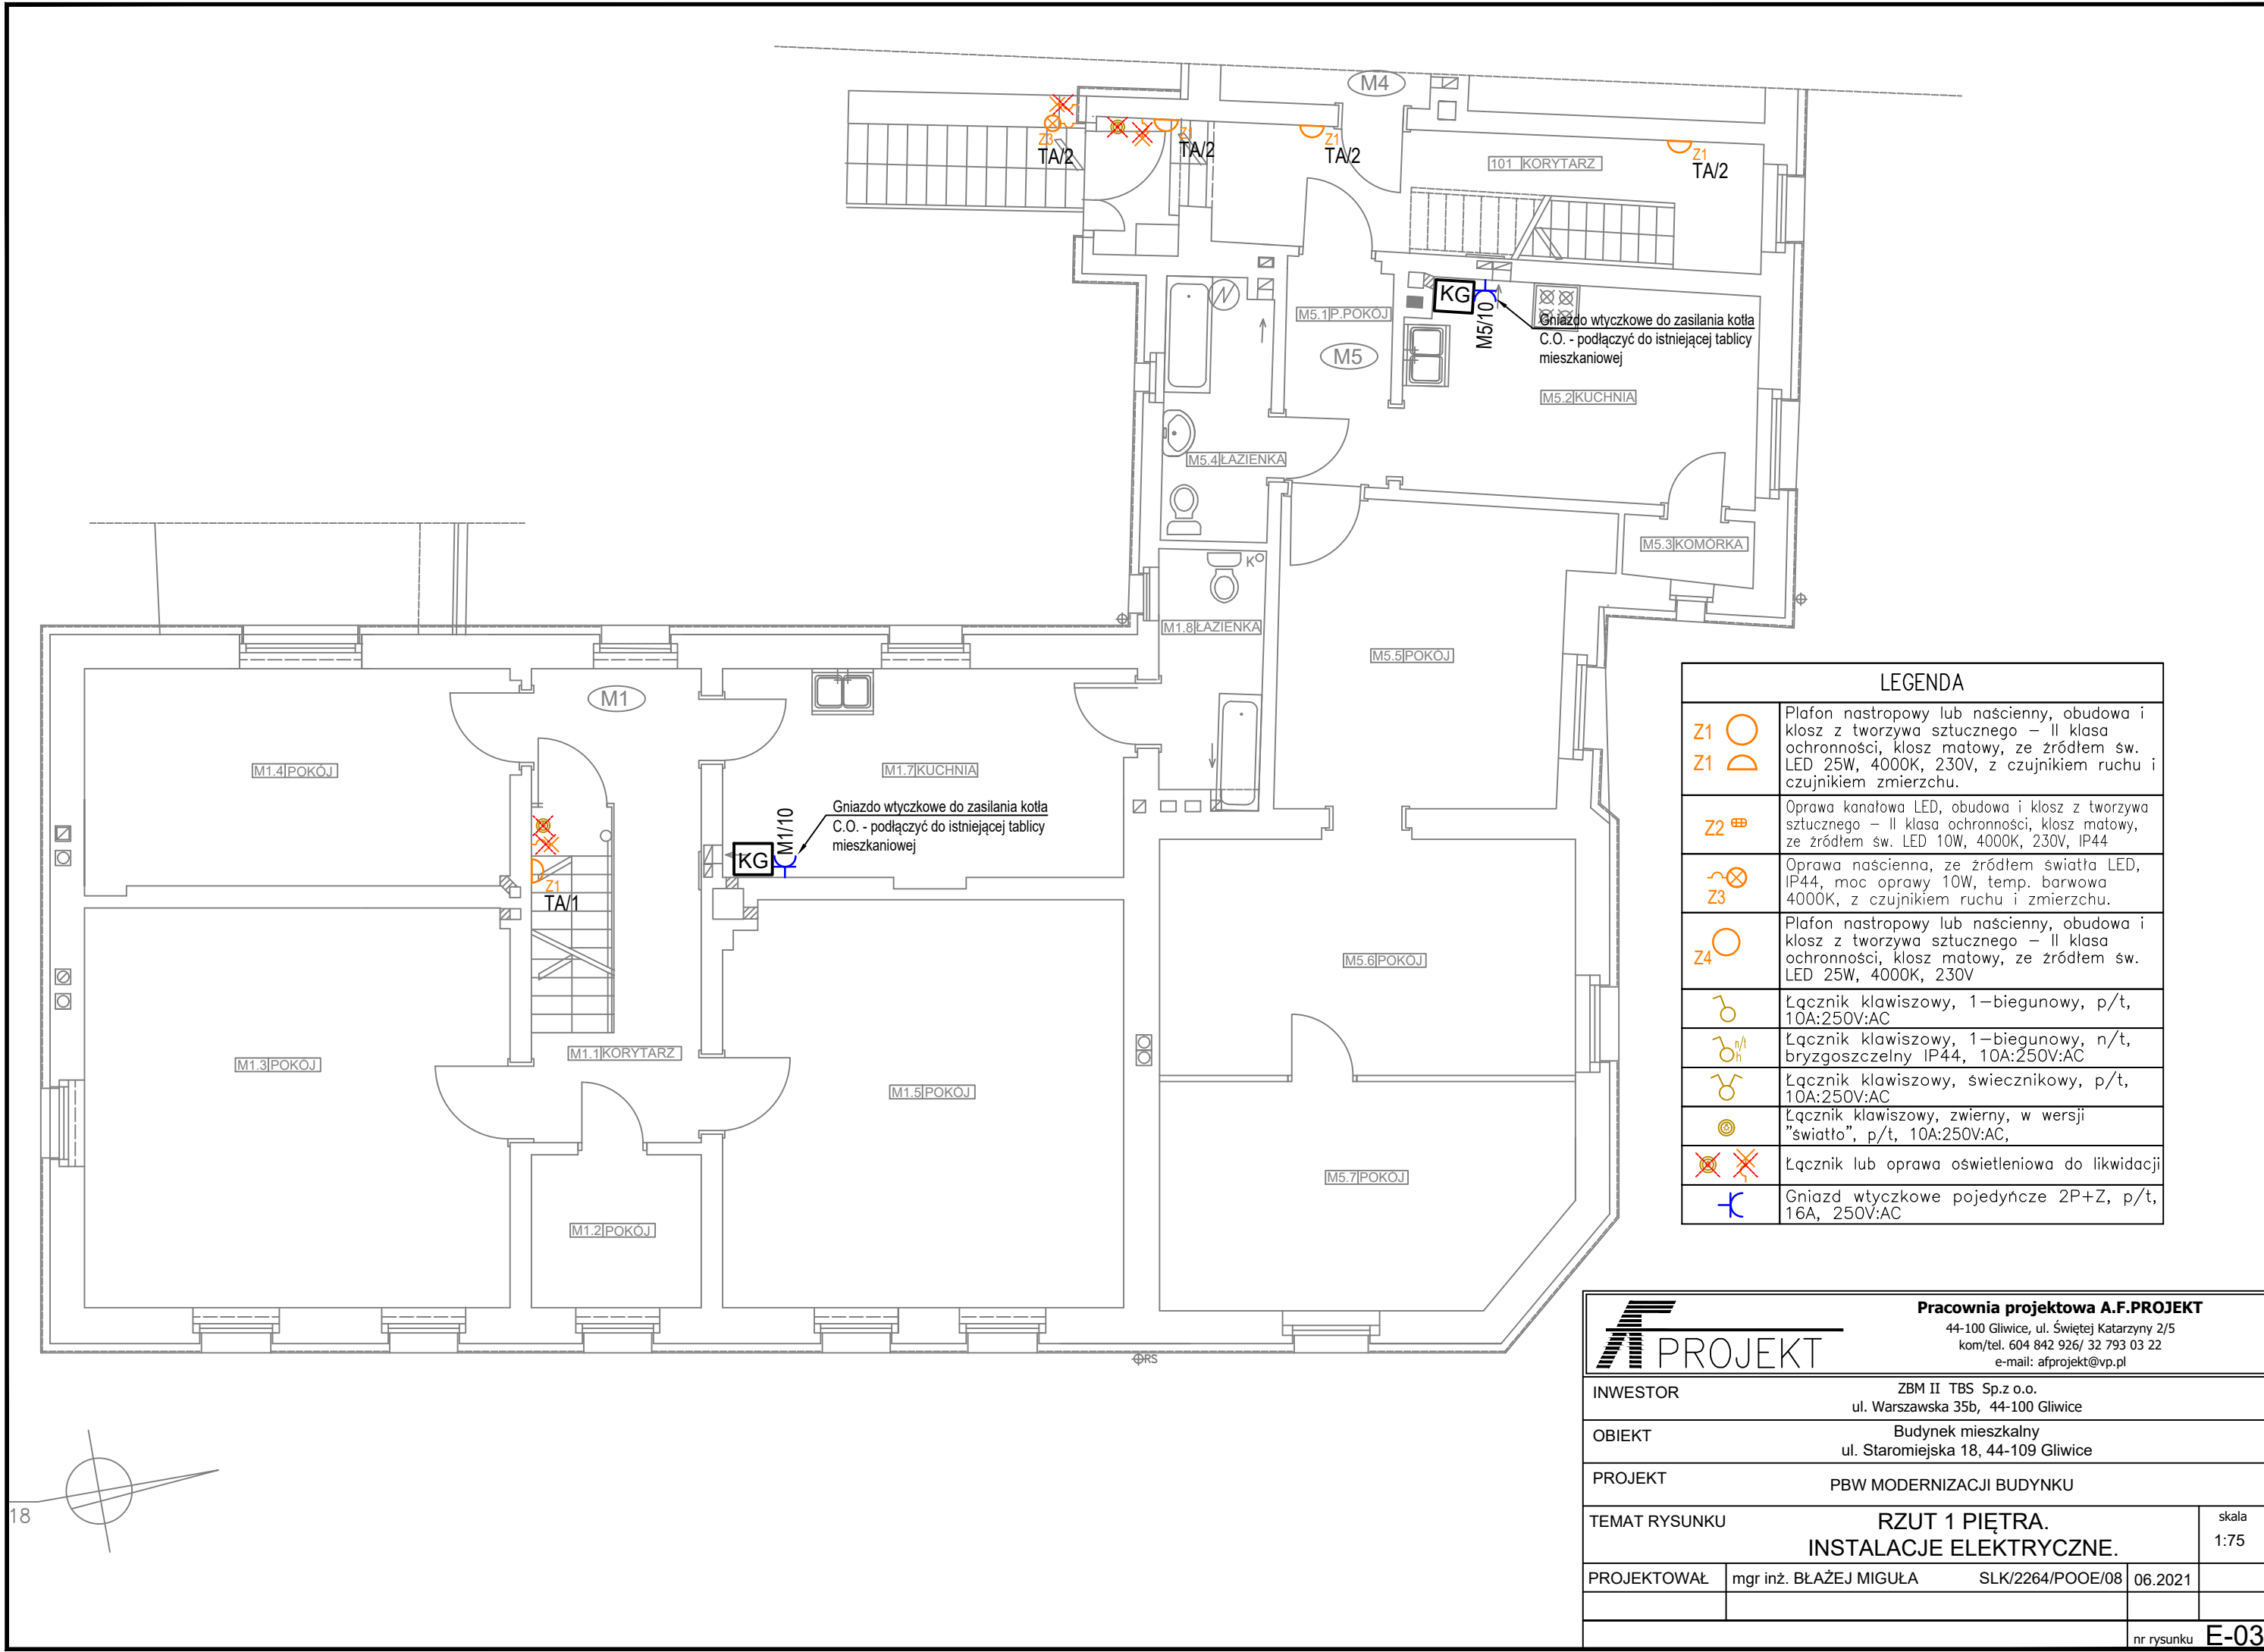 M4
Z3
TA/2
Z1
TA/2
Z1
TA/2
Z1
TA/2
101 KORYTARZ
KG
M5/10
Gniazdo wtyczkowe do zasilania kotła
C.O. - podłączyć do istniejącej tablicy
mieszkaniowej
M5.1 P.POKÓJ
M5
M5.2 KUCHNIA
M5.4 ŁAZIENKA
M5.3 KOMÓRKA
K
M1.8 ŁAZIENKA
M5.5 POKÓJ
M1
M1.4 POKÓJ
M1.7 KUCHNIA
Gniazdo wtyczkowe do zasilania kotła
C.O. - podłączyć do istniejącej tablicy
mieszkaniowej
M1/10
KG
Z1
TA/1
M5.6 POKÓJ
M1.1 KORYTARZ
M1.3 POKÓJ
M1.5 POKÓJ
M5.7 POKÓJ
M1.2 POKÓJ
RS
18
LEGENDA
Z1
Z1
Plafon nastropowy lub naścienny, obudowa i
klosz z tworzywa sztucznego – II klasa
ochronności, klosz matowy, ze źródłem św.
LED 25W, 4000K, 230V, z czujnikiem ruchu i
czujnikiem zmierzchu.
Z2
Oprawa kanałowa LED, obudowa i klosz z tworzywa
sztucznego – II klasa ochronności, klosz matowy,
ze źródłem św. LED 10W, 4000K, 230V, IP44
Z3
Oprawa naścienna, ze źródłem światła LED,
IP44, moc oprawy 10W, temp. barwowa
4000K, z czujnikiem ruchu i zmierzchu.
Z4
Plafon nastropowy lub naścienny, obudowa i
klosz z tworzywa sztucznego – II klasa
ochronności, klosz matowy, ze źródłem św.
LED 25W, 4000K, 230V
Łącznik klawiszowy, 1–biegunowy, p/t,
10A:250V:AC
n/t
h
Łącznik klawiszowy, 1–biegunowy, n/t,
bryzgoszczelny IP44, 10A:250V:AC
Łącznik klawiszowy, świecznikowy, p/t,
10A:250V:AC
Łącznik klawiszowy, zwierny, w wersji
"światło", p/t, 10A:250V:AC,
Łącznik lub oprawa oświetleniowa do likwidacji
Gniazd wtyczkowe pojedyńcze 2P+Z, p/t,
16A, 250V:AC
PROJEKT
Pracownia projektowa A.F.PROJEKT
44-100 Gliwice, ul. Świętej Katarzyny 2/5
kom/tel. 604 842 926/ 32 793 03 22
e-mail: afprojekt@vp.pl
INWESTOR
ZBM II TBS Sp.z o.o.
ul. Warszawska 35b, 44-100 Gliwice
OBIEKT
Budynek mieszkalny
ul. Staromiejska 18, 44-109 Gliwice
PROJEKT
PBW MODERNIZACJI BUDYNKU
TEMAT RYSUNKU
RZUT 1 PIĘTRA.
INSTALACJE ELEKTRYCZNE.
skala
1:75
PROJEKTOWAŁ
mgr inż. BŁAŻEJ MIGUŁA SLK/2264/POOE/08
06.2021
nr rysunku E-03